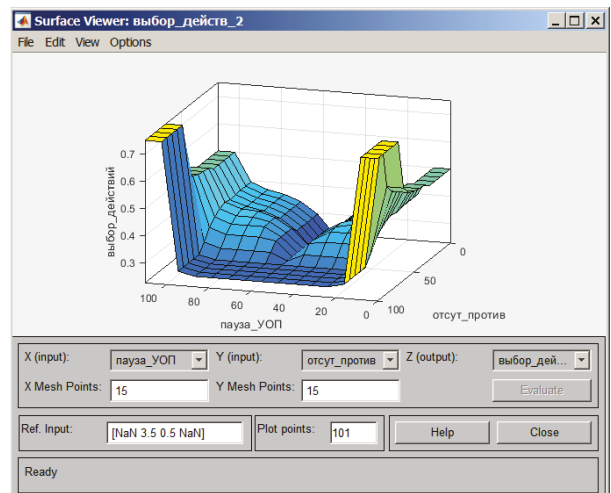 Surface Viewer: выбор_действ_2
File Edit View Options
выбор_действий
0.7
0.6
0.5
0.4
0.3
100
80
60
40
20
0
пауза_УОП
100
50
0
отсут_против
X (input): пауза_УОП Y (input): отсут_против Z (output): выбор_дей...
X Mesh Points: 15 Y Mesh Points: 15 Evaluate
Ref. Input: [NaN 3.5 0.5 NaN] Plot points: 101 Help Close
Ready